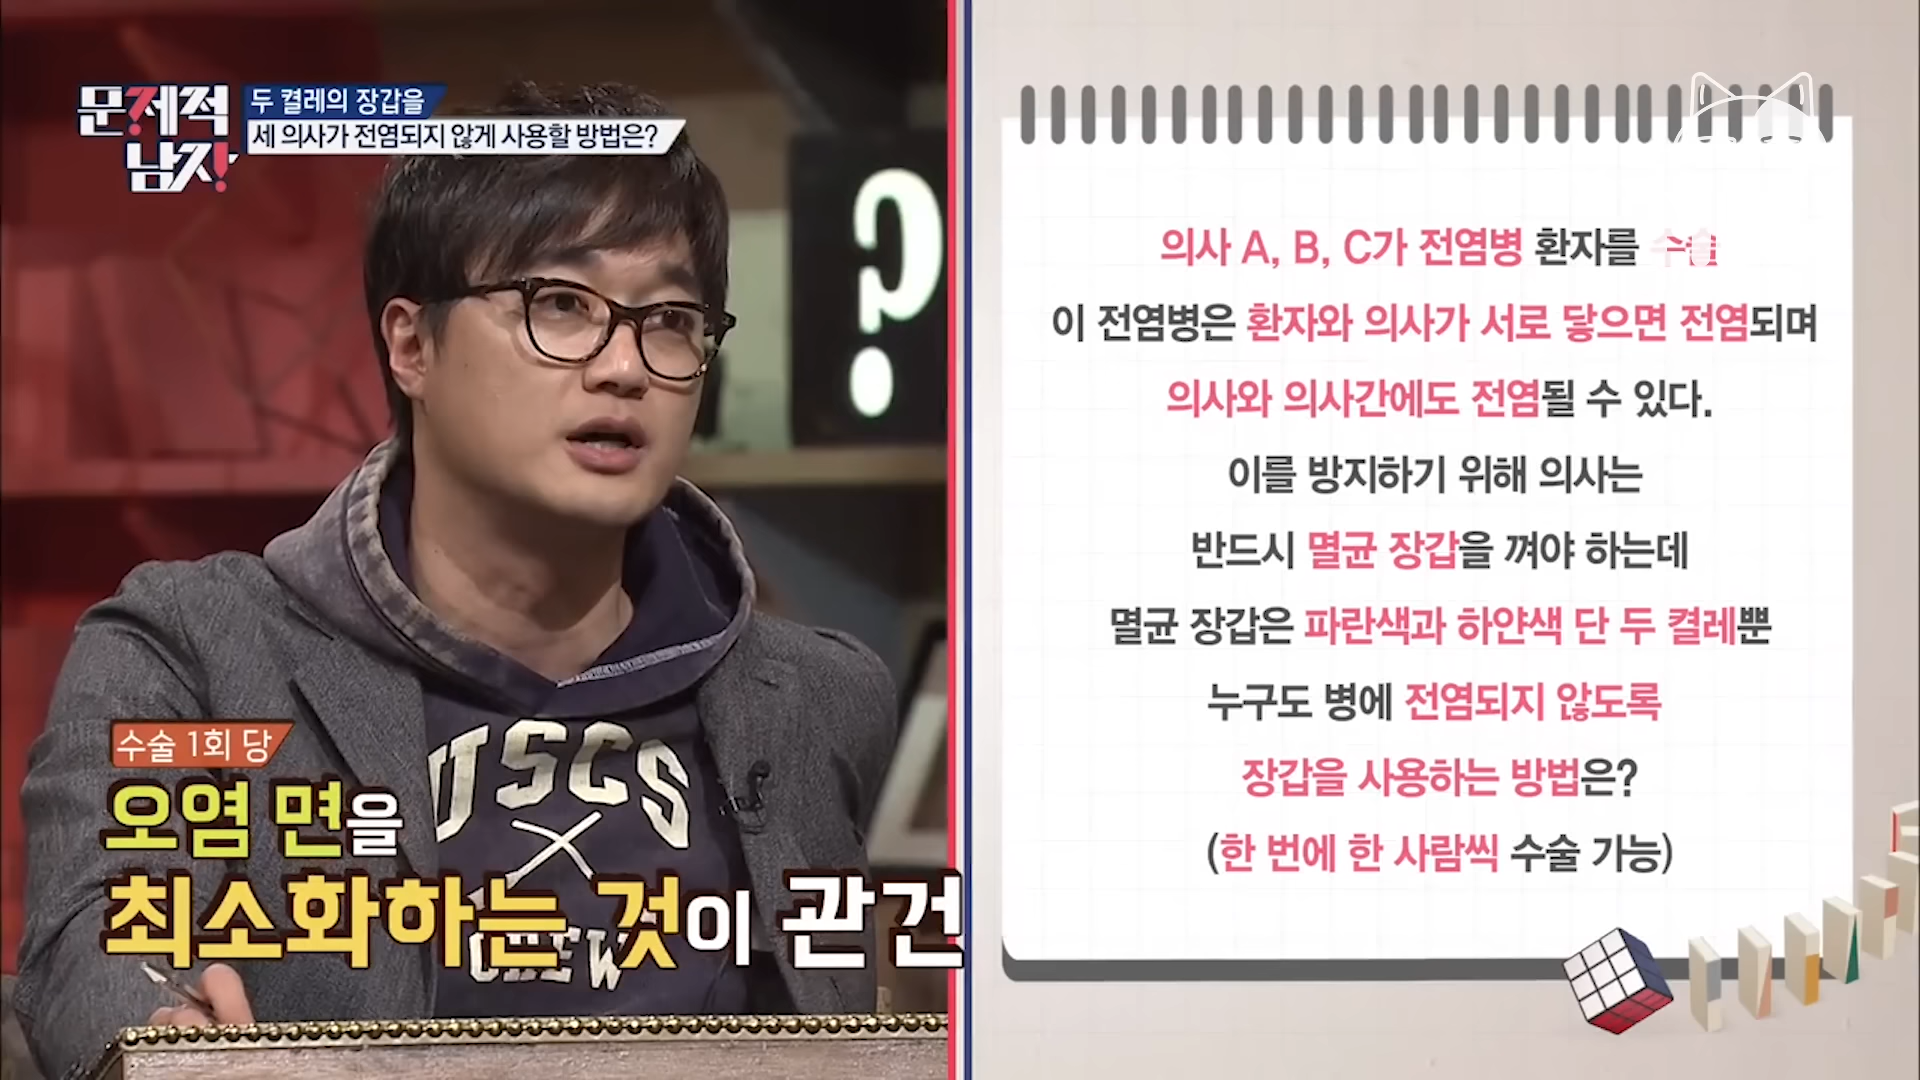 문제적
남자
두 켤레의 장갑을
세 의사가 전염되지 않게 사용할 방법은?
?
USCS
CREW
수술 1회 당
오염 면을
최소화하는 것이 관건
의사 A, B, C가 전염병 환자를 수술
이 전염병은 환자와 의사가 서로 닿으면 전염되며
의사와 의사간에도 전염될 수 있다.
이를 방지하기 위해 의사는
반드시 멸균 장갑을 껴야 하는데
멸균 장갑은 파란색과 하얀색 단 두 켤레뿐
누구도 병에 전염되지 않도록
장갑을 사용하는 방법은?
(한 번에 한 사람씩 수술 가능)